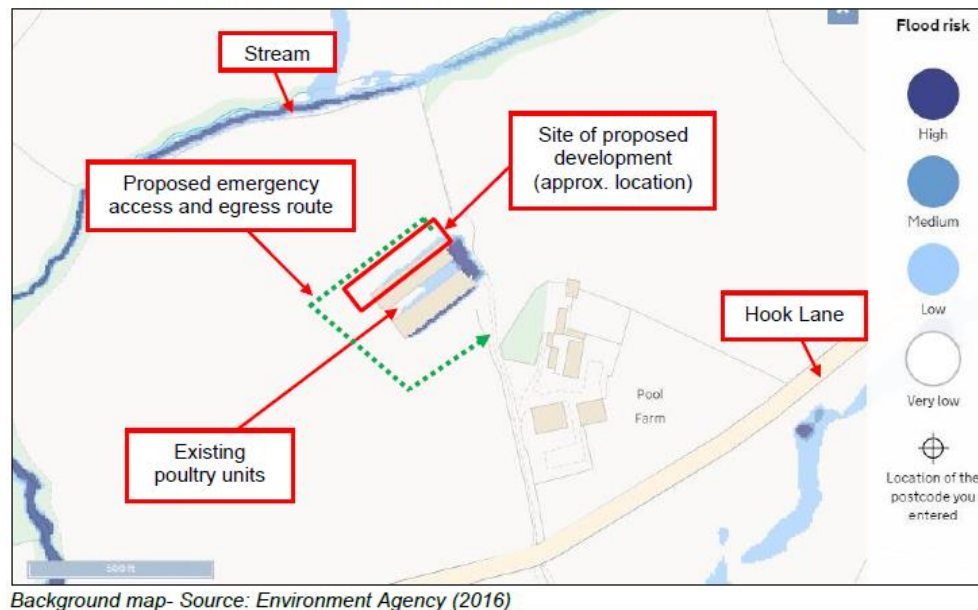 Flood risk
High
Medium
Low
Very low
Location of the
postcode you
entered
Stream
Site of proposed
development
(approx. location)
Proposed emergency
access and egress route
Hook Lane
Pool
Farm
Existing
poultry units
500 ft
Background map- Source: Environment Agency (2016)